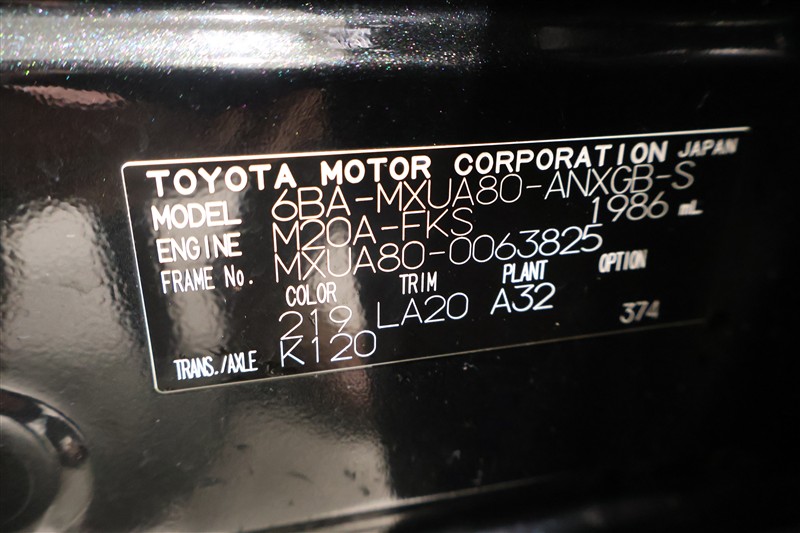 TOYOTA MOTOR CORPORATION JAPAN
MODEL 6BA-MXUA80-ANXGB-S
ENGINE M20A-FKS 1986 mL
FRAME No. MXUA80-0063825
COLOR TRIM PLANT OPTION
219 LA20 A32 374
TRANS./AXLE K120